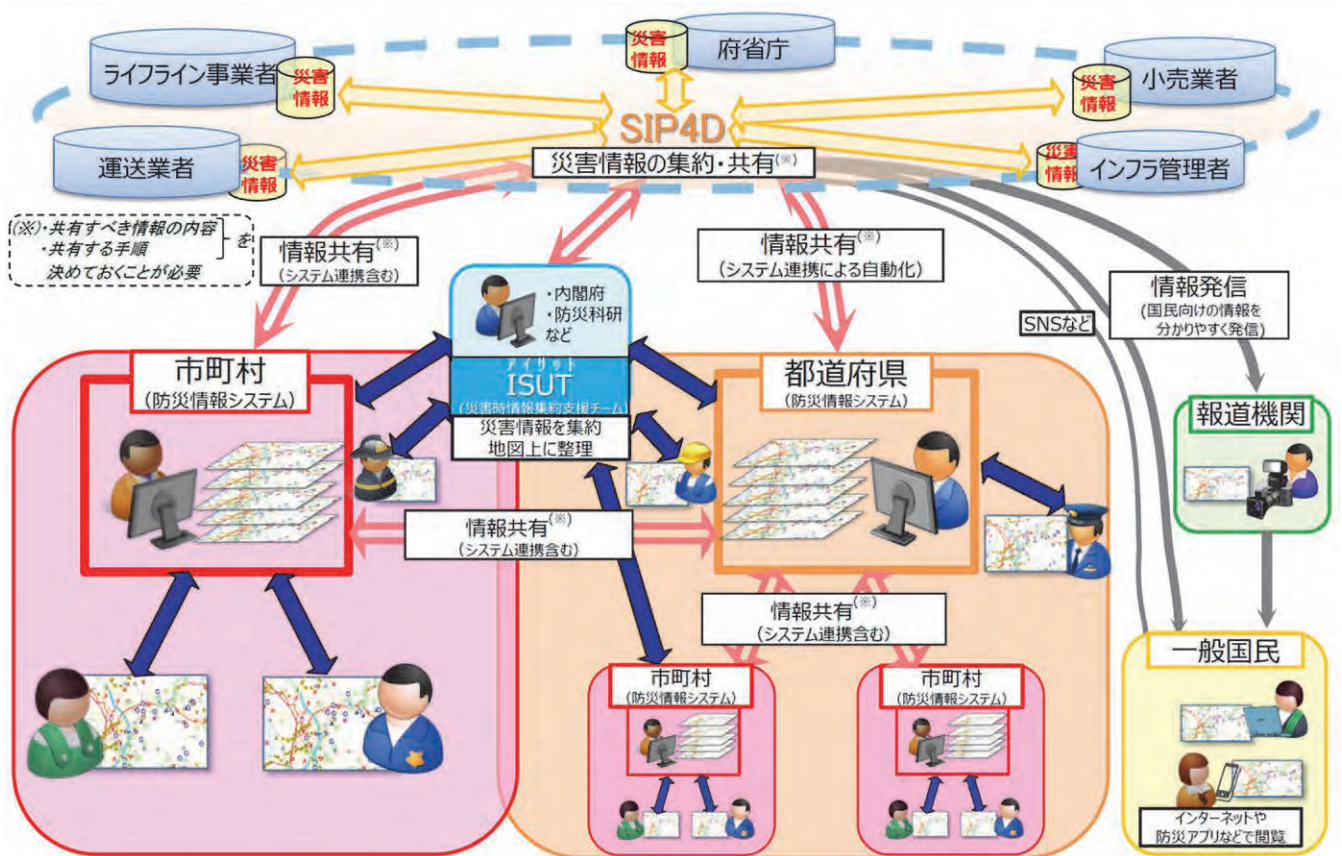 府省庁
災害
情報
ライフライン事業者
災害
情報
小売業者
災害
情報
SIP4D
災害情報の集約・共有(※)
運送業者
災害
情報
インフラ管理者
災害
情報
(※)・共有すべき情報の内容
・共有する手順
を
決めておくことが必要
情報共有(※)
(システム連携含む)
情報共有(※)
(システム連携による自動化)
・内閣府
・防災科研
など
アイサット
ISUT
(災害時情報集約支援チーム)
災害情報を集約
地図上に整理
SNSなど
情報発信
(国民向けの情報を
分かりやすく発信)
市町村
(防災情報システム)
都道府県
(防災情報システム)
報道機関
情報共有(※)
(システム連携含む)
情報共有(※)
(システム連携含む)
市町村
(防災情報システム)
市町村
(防災情報システム)
一般国民
インターネットや
防災アプリなどで閲覧